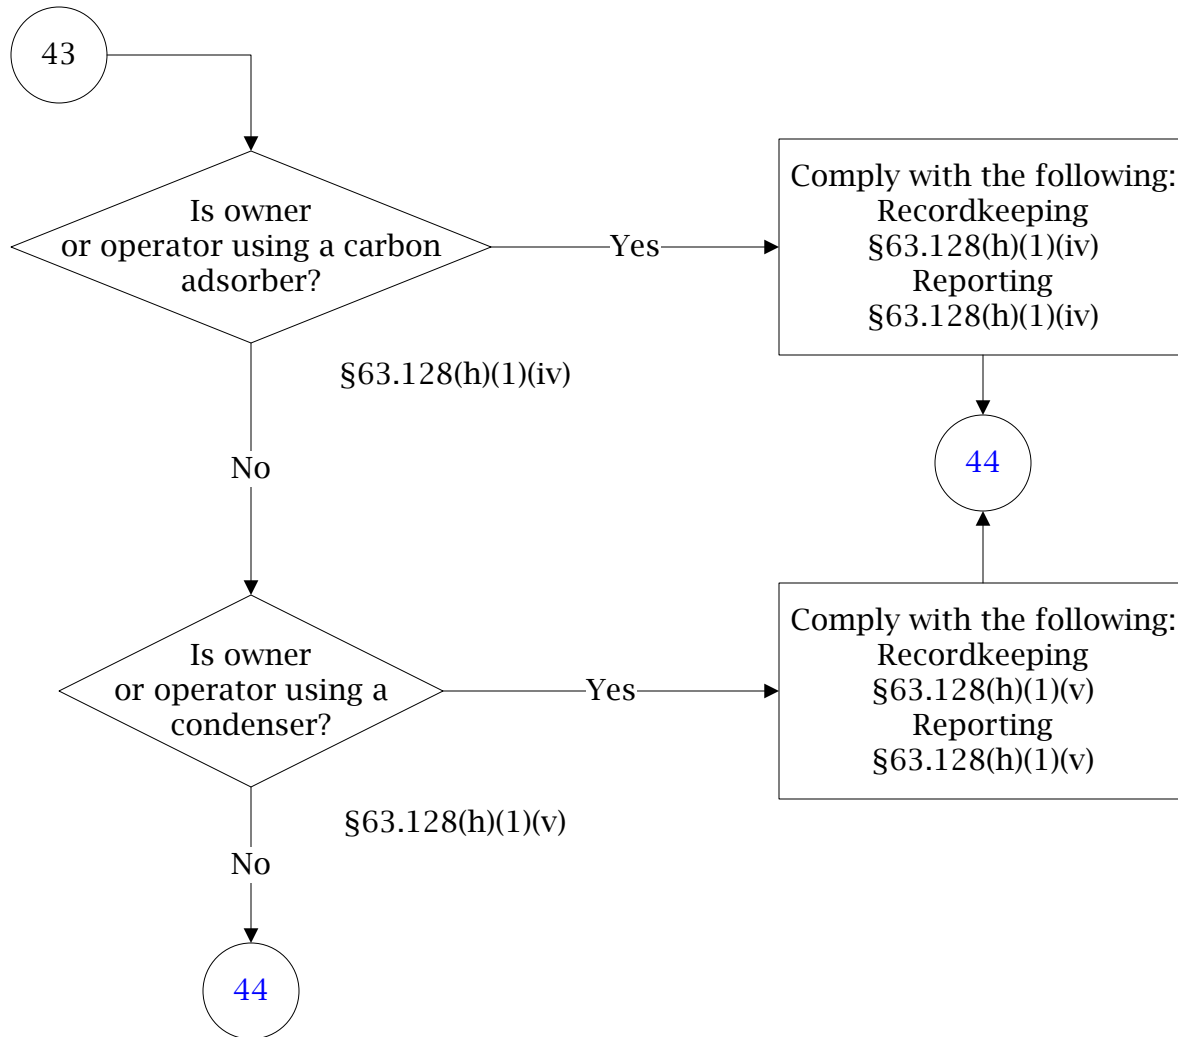 43
Is owner
or operator using a carbon
adsorber?
Yes
Comply with the following:
Recordkeeping
§63.128(h)(1)(iv)
Reporting
§63.128(h)(1)(iv)
§63.128(h)(1)(iv)
No
44
Is owner
or operator using a
condenser?
Yes
Comply with the following:
Recordkeeping
§63.128(h)(1)(v)
Reporting
§63.128(h)(1)(v)
§63.128(h)(1)(v)
No
44